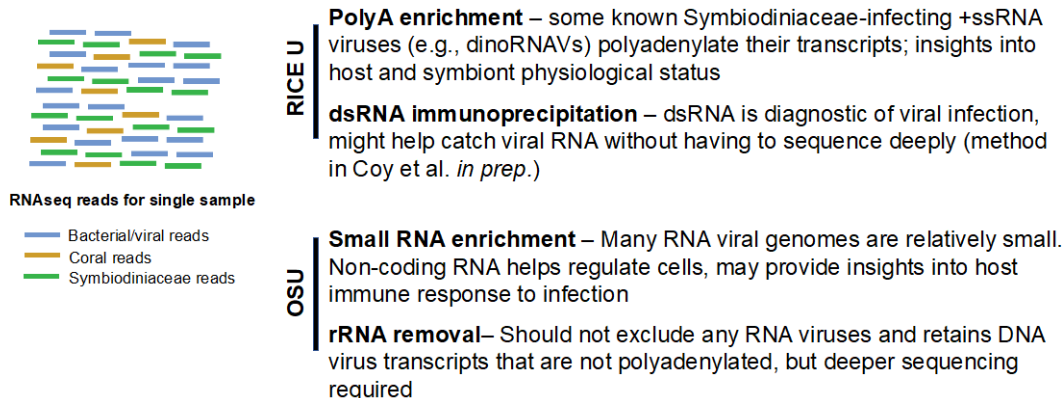 RICE U
PolyA enrichment – some known Symbiodiniaceae-infecting +ssRNA
viruses (e.g., dinoRNAVs) polyadenylate their transcripts; insights into
host and symbiont physiological status
dsRNA immunoprecipitation – dsRNA is diagnostic of viral infection,
might help catch viral RNA without having to sequence deeply (method
in Coy et al. in prep.)
RNAseq reads for single sample
Bacterial/viral reads
Coral reads
Symbiodiniaceae reads
OSU
Small RNA enrichment – Many RNA viral genomes are relatively small.
Non-coding RNA helps regulate cells, may provide insights into host
immune response to infection
rRNA removal– Should not exclude any RNA viruses and retains DNA
virus transcripts that are not polyadenylated, but deeper sequencing
required